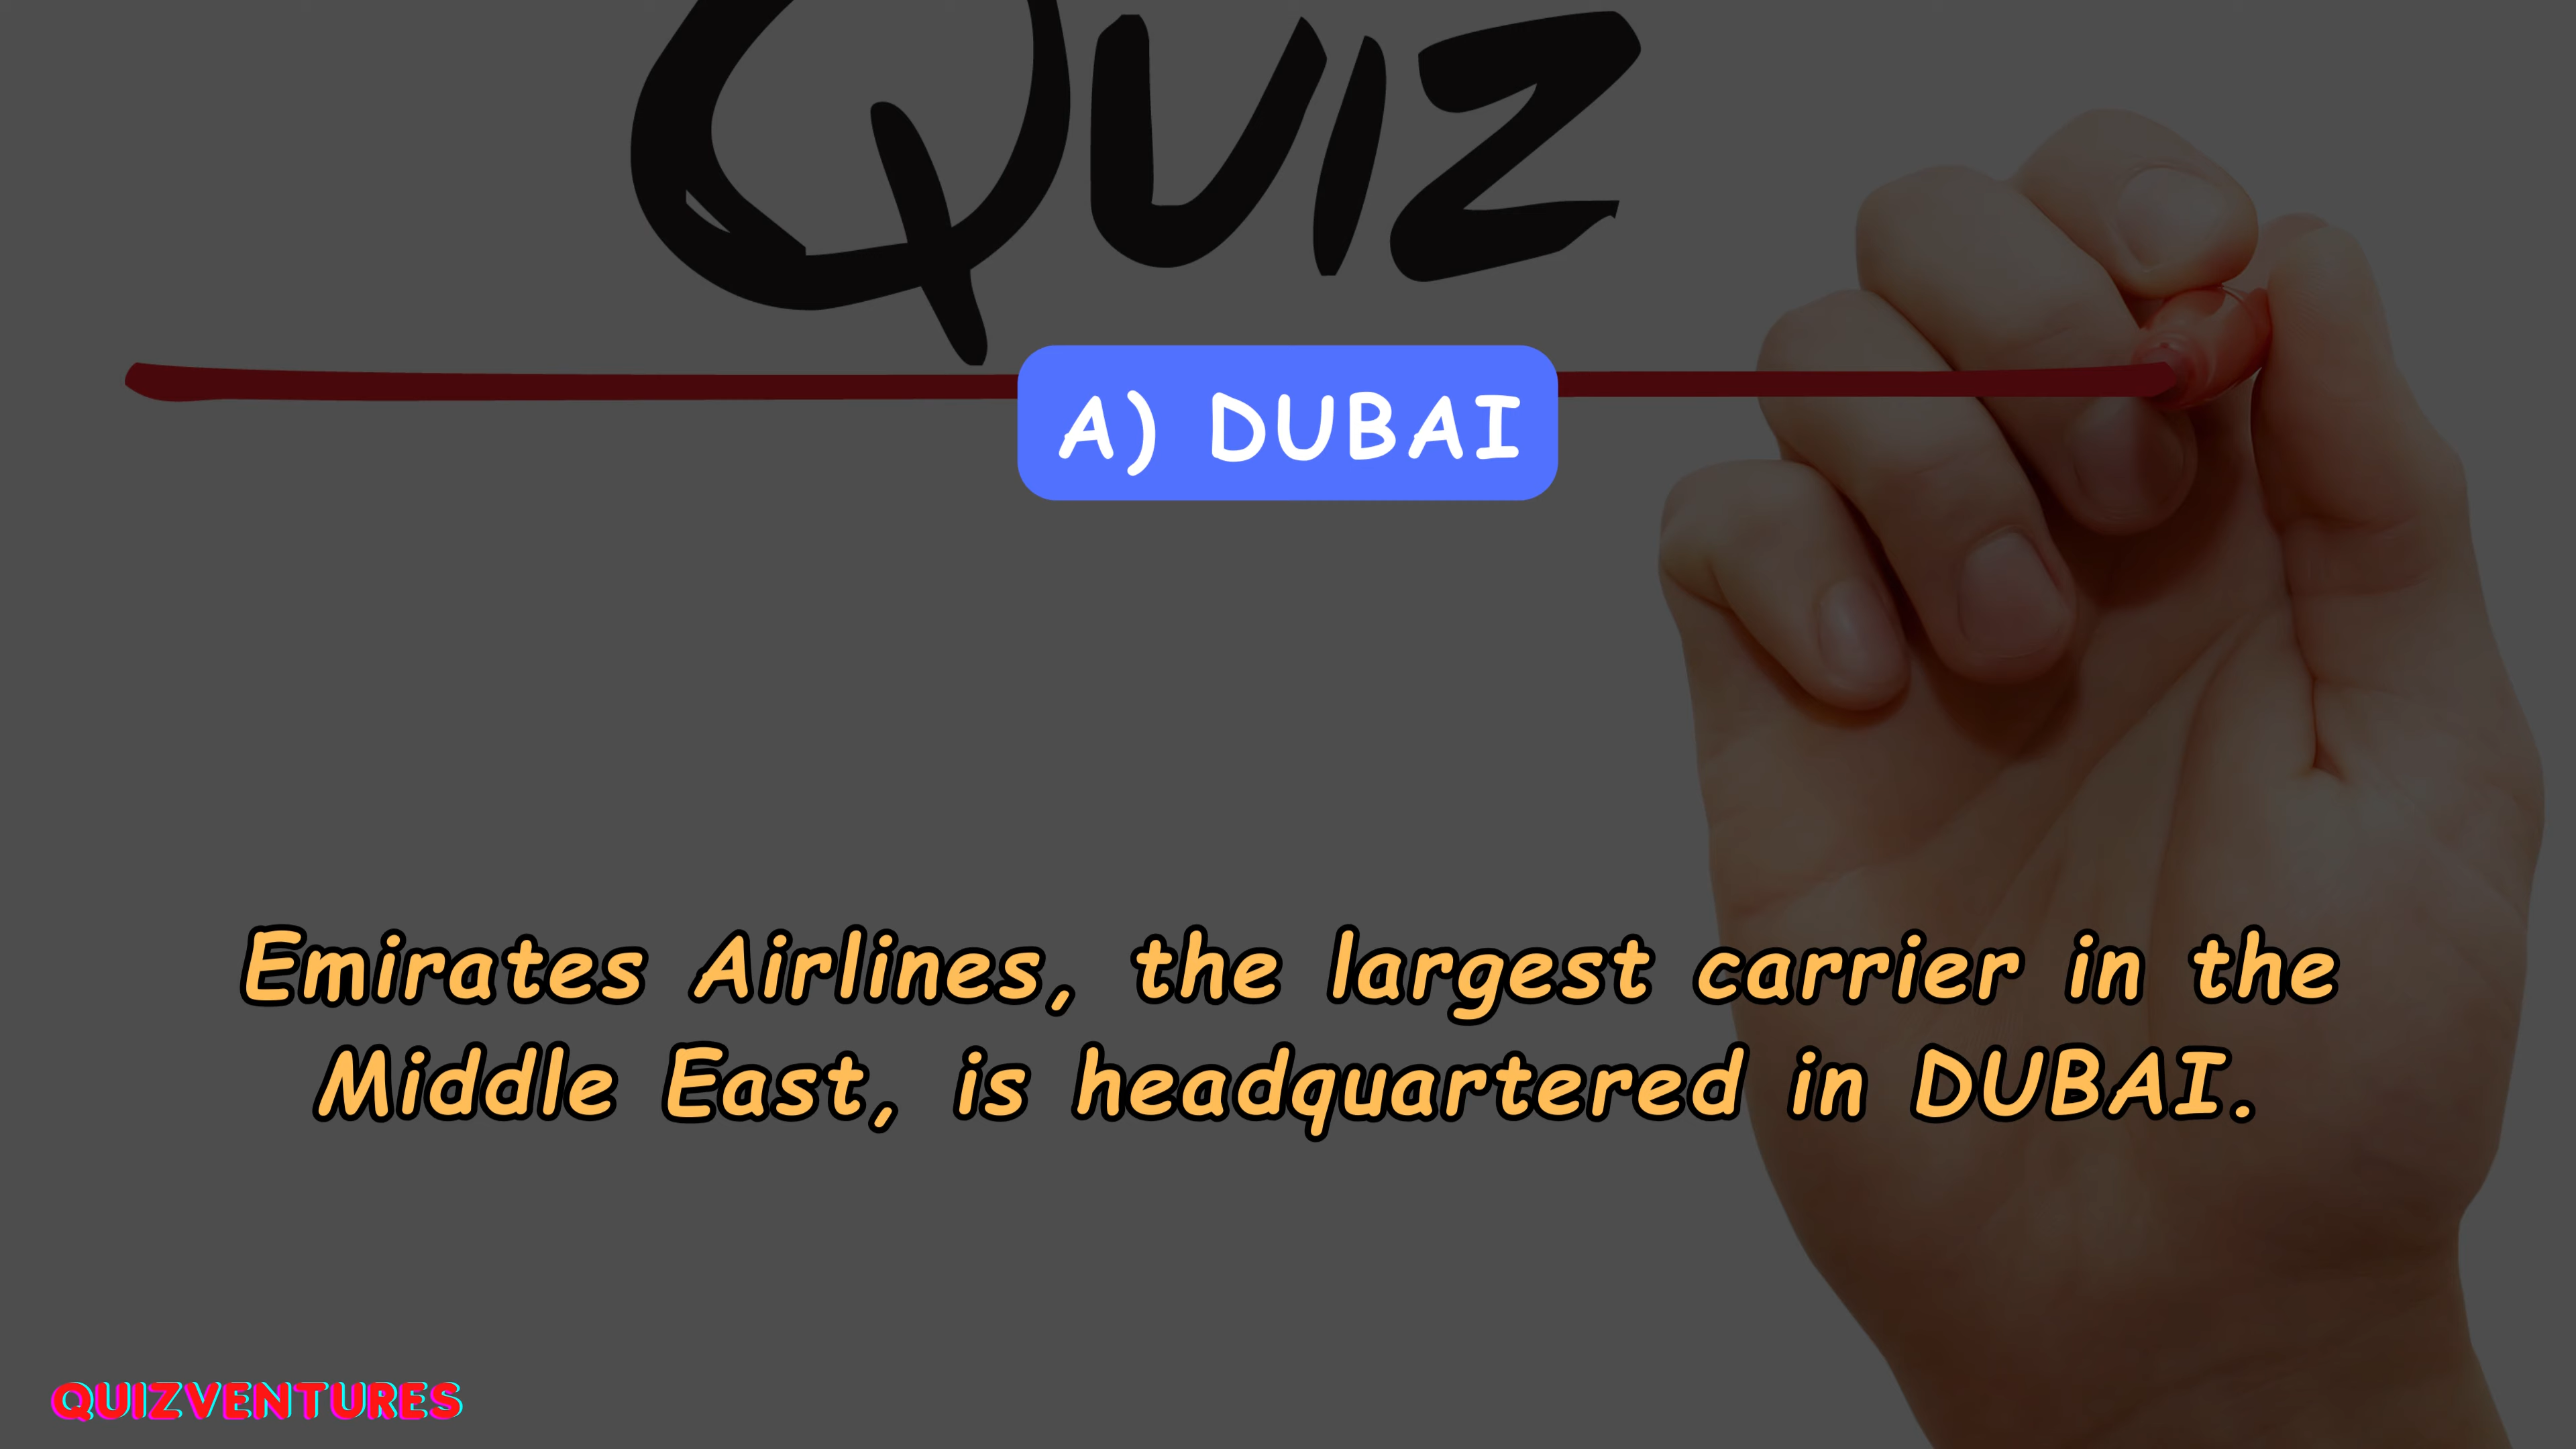 Quiz
A) DUBAI
Emirates Airlines, the largest carrier in the
Middle East, is headquartered in DUBAI.
QUIZVENTURES